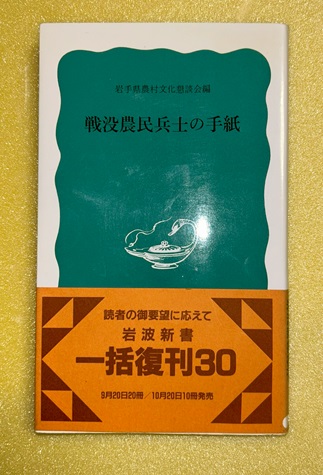 岩手県農村文化懇談会編
戦没農民兵士の手紙
読者の御要望に応えて
岩波新書
一括復刊30
9月20日20冊/10月20日10冊発売